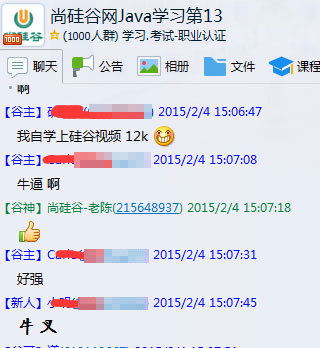 尚硅谷网Java学习第13
(1000人群) 学习.考试-职业认证
尚硅谷
1000
聊天 公告 相册 文件 课程
啊
【谷主】 2015/2/4 15:06:47
我自学上硅谷视频 12k
【谷主】 2015/2/4 15:07:08
牛逼 啊
【谷神】尚硅谷-老陈(215648937) 2015/2/4 15:07:18
【谷主】 2015/2/4 15:07:31
好强
【新人】 2015/2/4 15:07:45
牛 叉